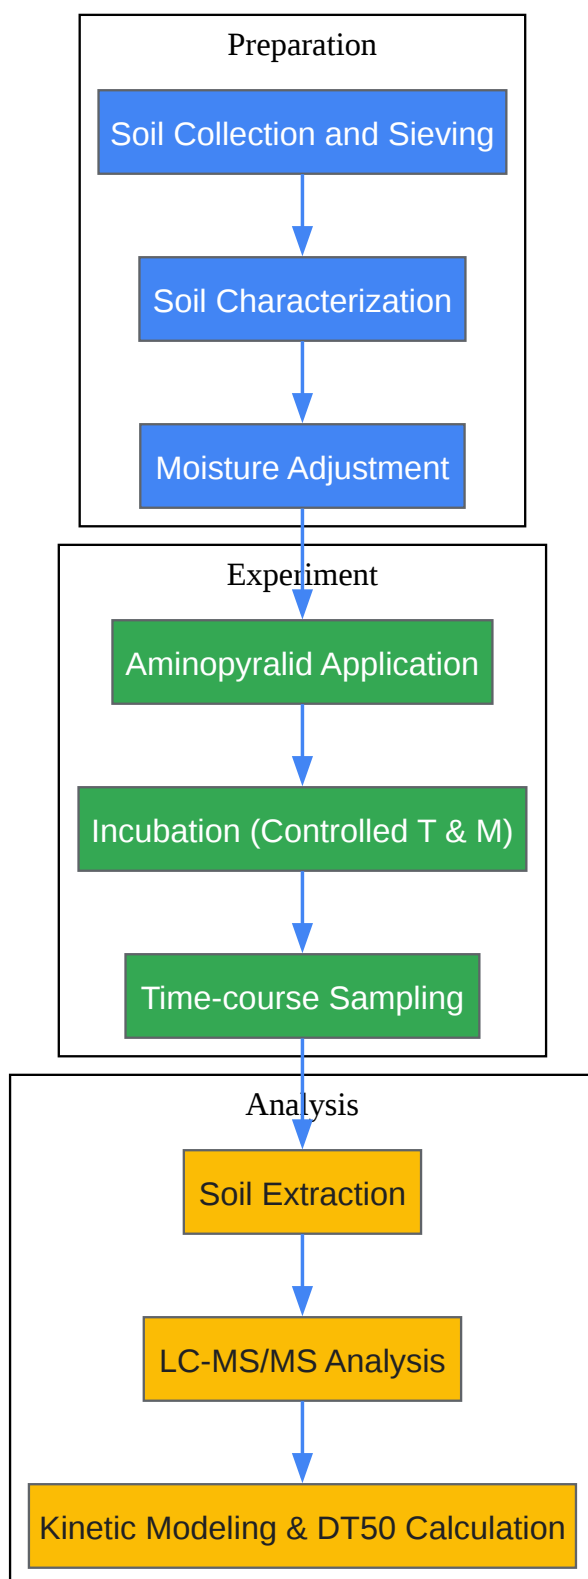 Preparation
Soil Collection and Sieving
Soil Characterization
Moisture Adjustment
Experiment
Aminopyralid Application
Incubation (Controlled T & M)
Time-course Sampling
Analysis
Soil Extraction
LC-MS/MS Analysis
Kinetic Modeling & DT50 Calculation